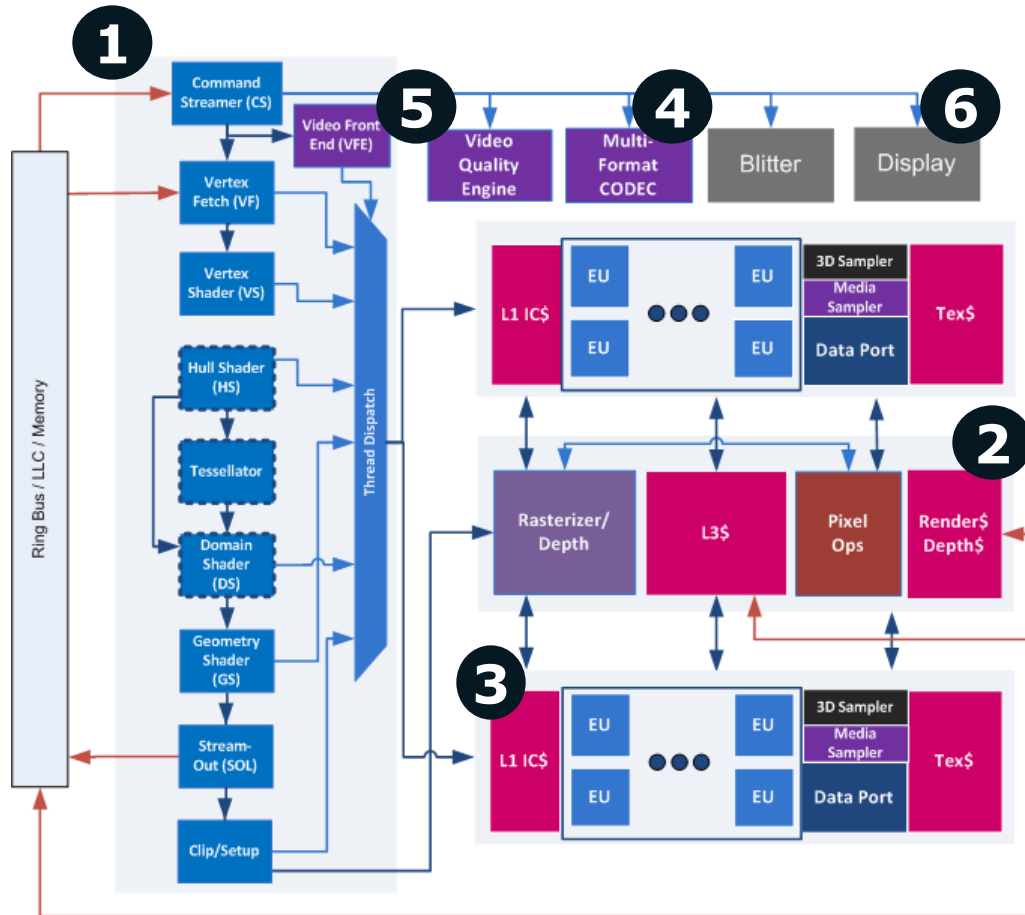 1
Command
Streamer (CS)
5
4
6
Video Front
End (VFE)
Video
Quality
Engine
Multi-
Format
CODEC
Blitter
Display
Vertex
Fetch (VF)
Vertex
Shader (VS)
Hull Shader
(HS)
Tessellator
Domain
Shader
(DS)
Geometry
Shader
(GS)
Stream-
Out (SOL)
Clip/Setup
Ring Bus / LLC / Memory
Thread Dispatch
L1 IC$
EU
EU
EU
EU
3D Sampler
Media
Sampler
Data Port
Tex$
2
Rasterizer/
Depth
L3$
Pixel
Ops
Render$
Depth$
3
L1 IC$
EU
EU
EU
EU
3D Sampler
Media
Sampler
Data Port
Tex$